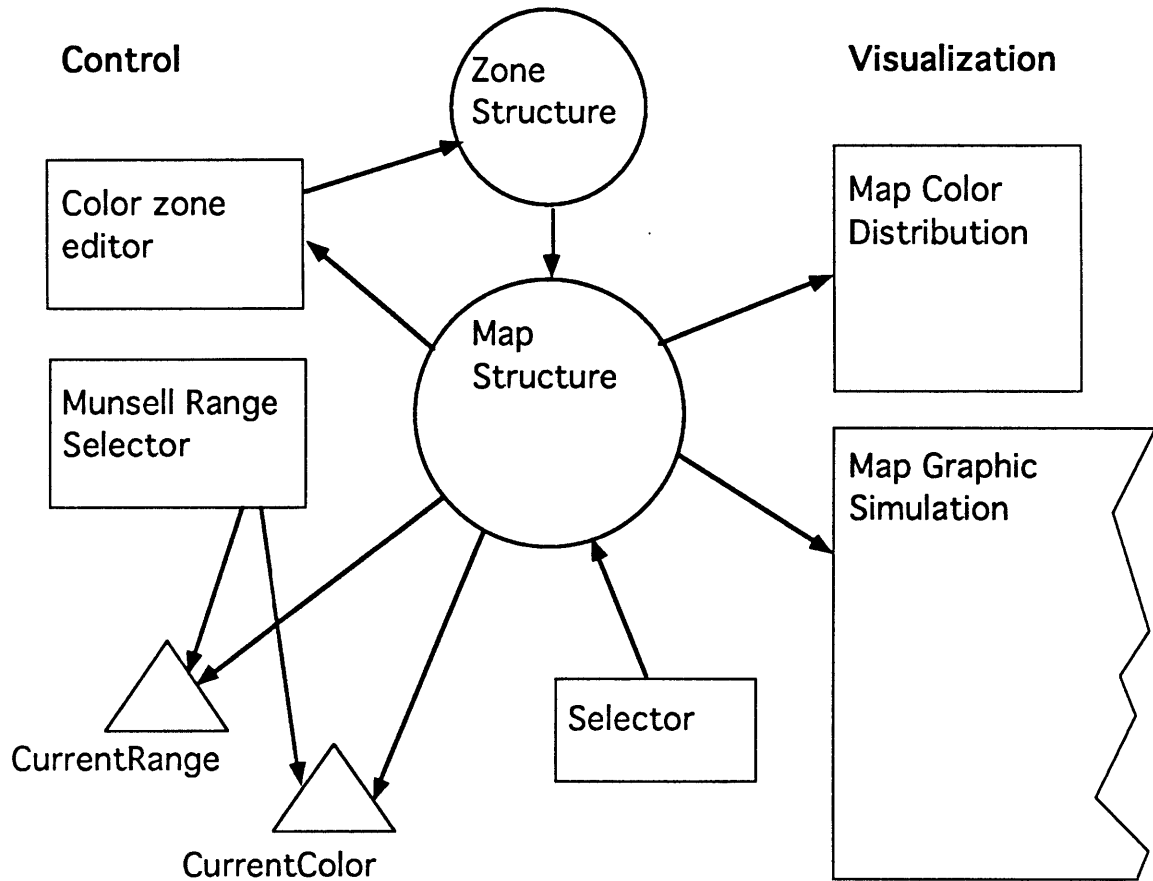 Control
Zone
Structure
Visualization
Color zone
editor
Map Color
Distribution
Map
Structure
Munsell Range
Selector
Map Graphic
Simulation
Selector
CurrentRange
CurrentColor